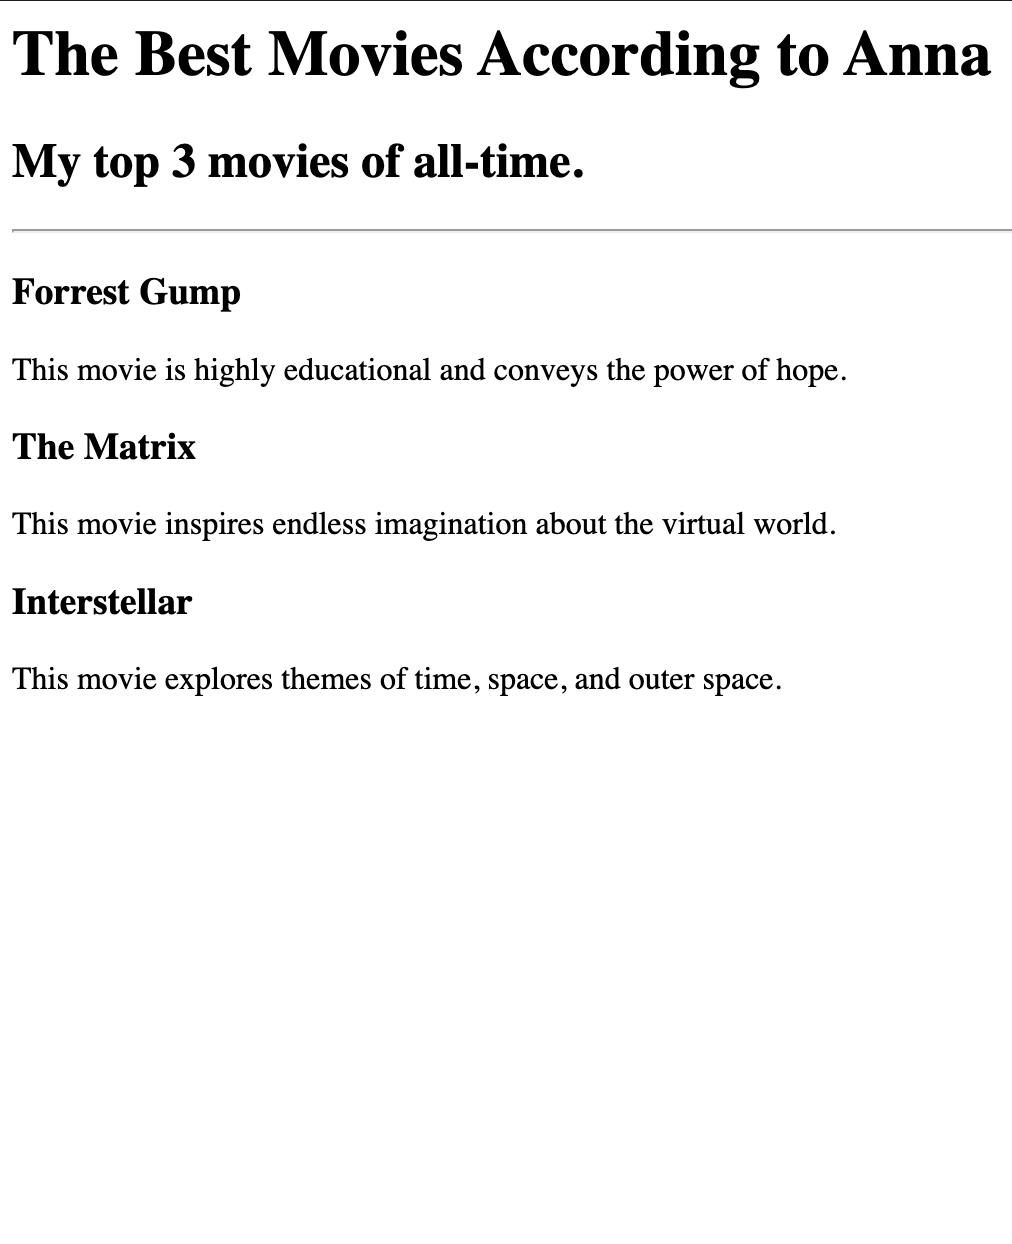 The Best Movies According to Anna
My top 3 movies of all-time.
Forrest Gump
This movie is highly educational and conveys the power of hope.
The Matrix
This movie inspires endless imagination about the virtual world.
Interstellar
This movie explores themes of time, space, and outer space.